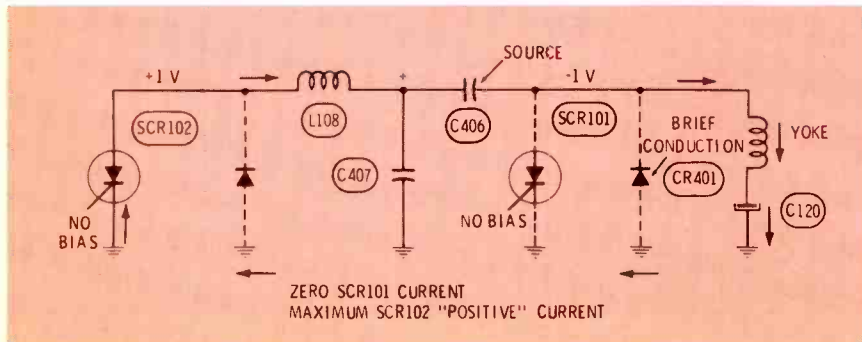 SOURCE
+1 V
+
-1 V
SCR102
L108
C406
SCR101
BRIEF
CONDUCTION
YOKE
C407
CR401
C120
NO
BIAS
NO BIAS
ZERO SCR101 CURRENT
MAXIMUM SCR102 "POSITIVE" CURRENT